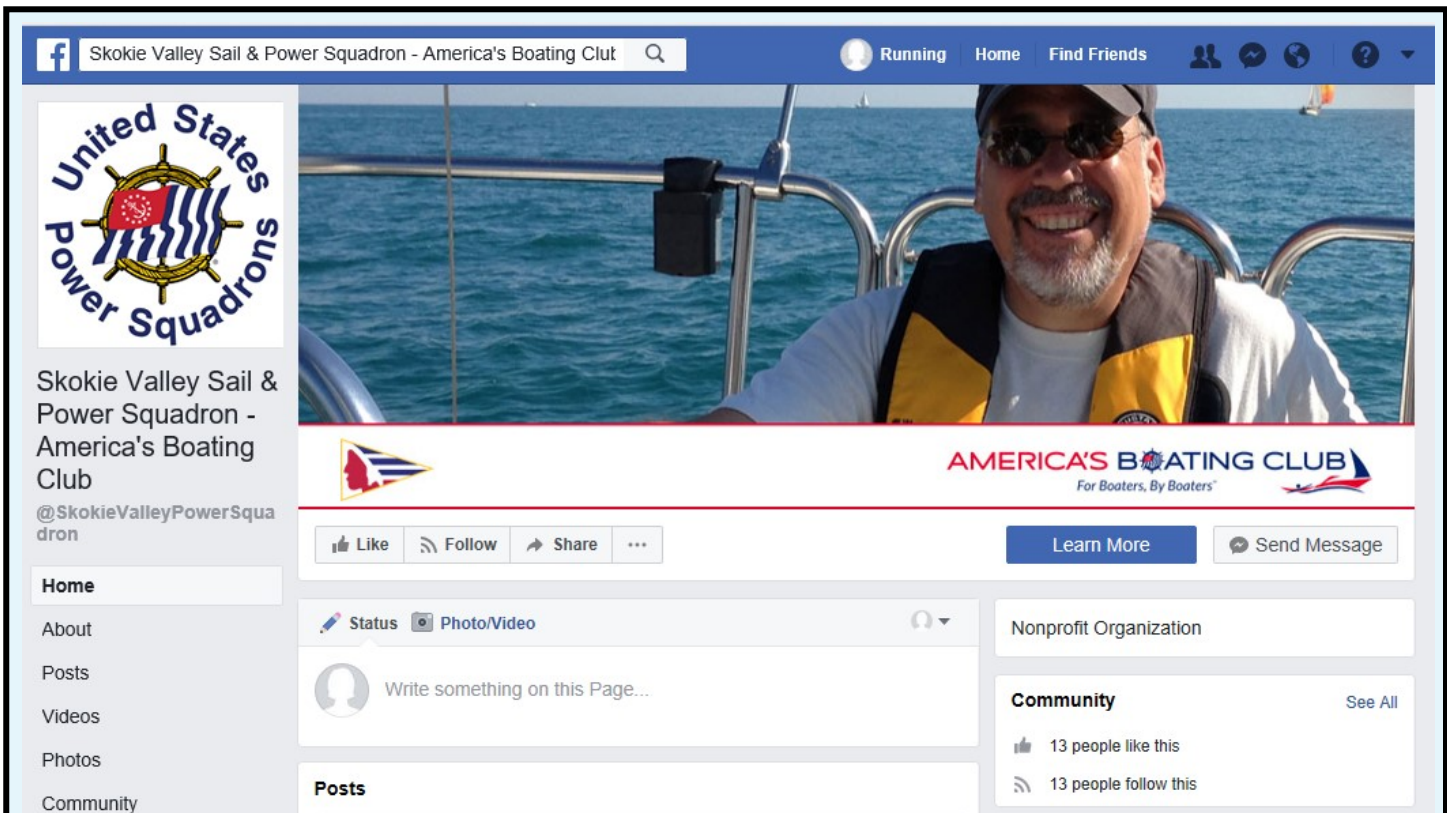 Skokie Valley Sail & Power Squadron - America's Boating Clut
Running
Home
Find Friends
United States
Power Squadrons
Skokie Valley Sail &
Power Squadron -
America's Boating
Club
@SkokieValleyPowerSqua
dron
AMERICA'S BOATING CLUB
For Boaters, By Boaters
Like
Follow
Share
Learn More
Send Message
Home
About
Posts
Videos
Photos
Community
Status
Photo/Video
Write something on this Page...
Posts
Nonprofit Organization
Community
See All
13 people like this
13 people follow this